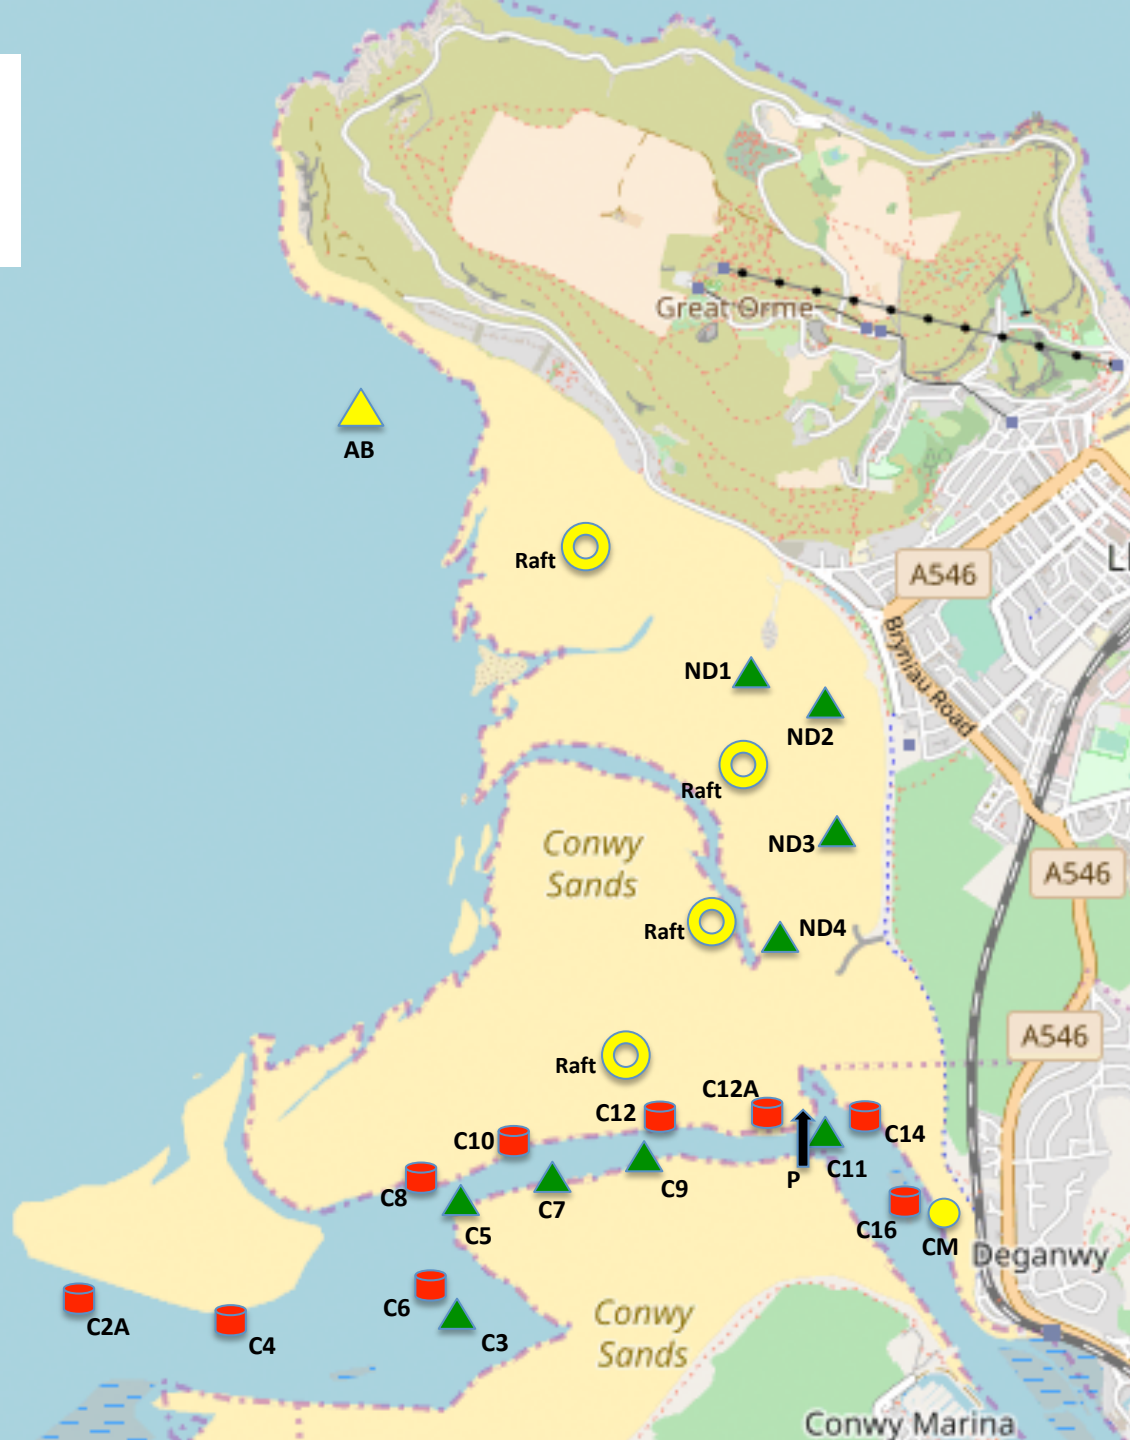 Great Orme
AB
Raft
A546
Ll
Bryniau Road
ND1
ND2
Raft
Conwy
Sands
ND3
A546
Raft
ND4
A546
Raft
C12A
C12
C10
C14
C11
P
C9
C8
C7
C5
C16
CM
Deganwy
C6
C2A
C4
C3
Conwy
Sands
Conwy Marina